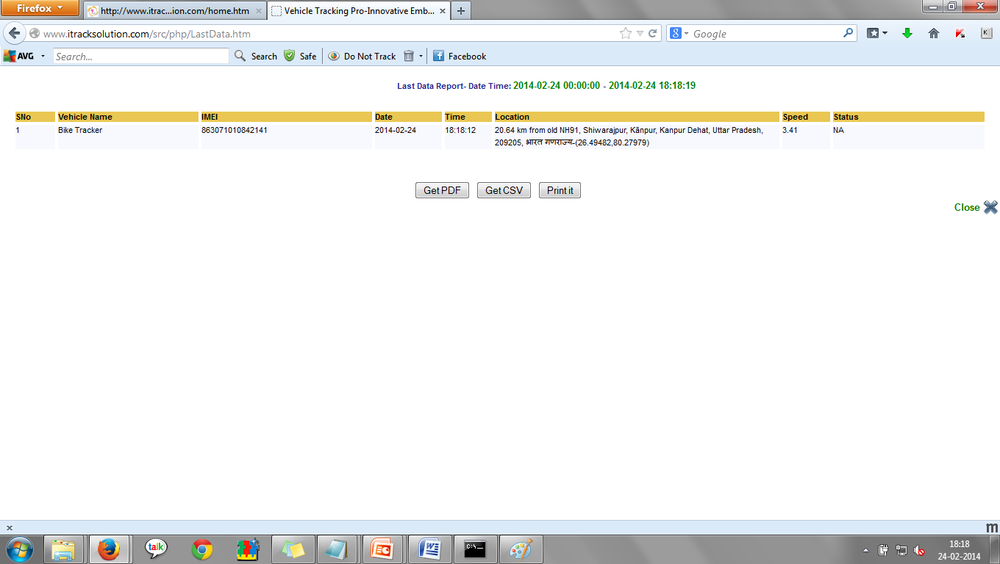 Firefox
http://www.itrac...ion.com/home.htm
Vehicle Tracking Pro-Innovative Emb...
www.itracksolution.com/src/php/LastData.htm
8
Google
K
AVG
Search...
Search
Safe
Do Not Track
Facebook
Last Data Report- Date Time: 2014-02-24 00:00:00 - 2014-02-24 18:18:19
SNo Vehicle Name IMEI Date Time Location Speed Status
1 Bike Tracker 863071010842141 2014-02-24 18:18:12 20.64 km from old NH91, Shiwarajpur, Kānpur, Kanpur Dehat, Uttar Pradesh, 3.41 NA
209205, भारत गणराज्य-(26.49482,80.27979)
Get PDF Get CSV Print it
Close
m
talk
C:\
18:18
24-02-2014